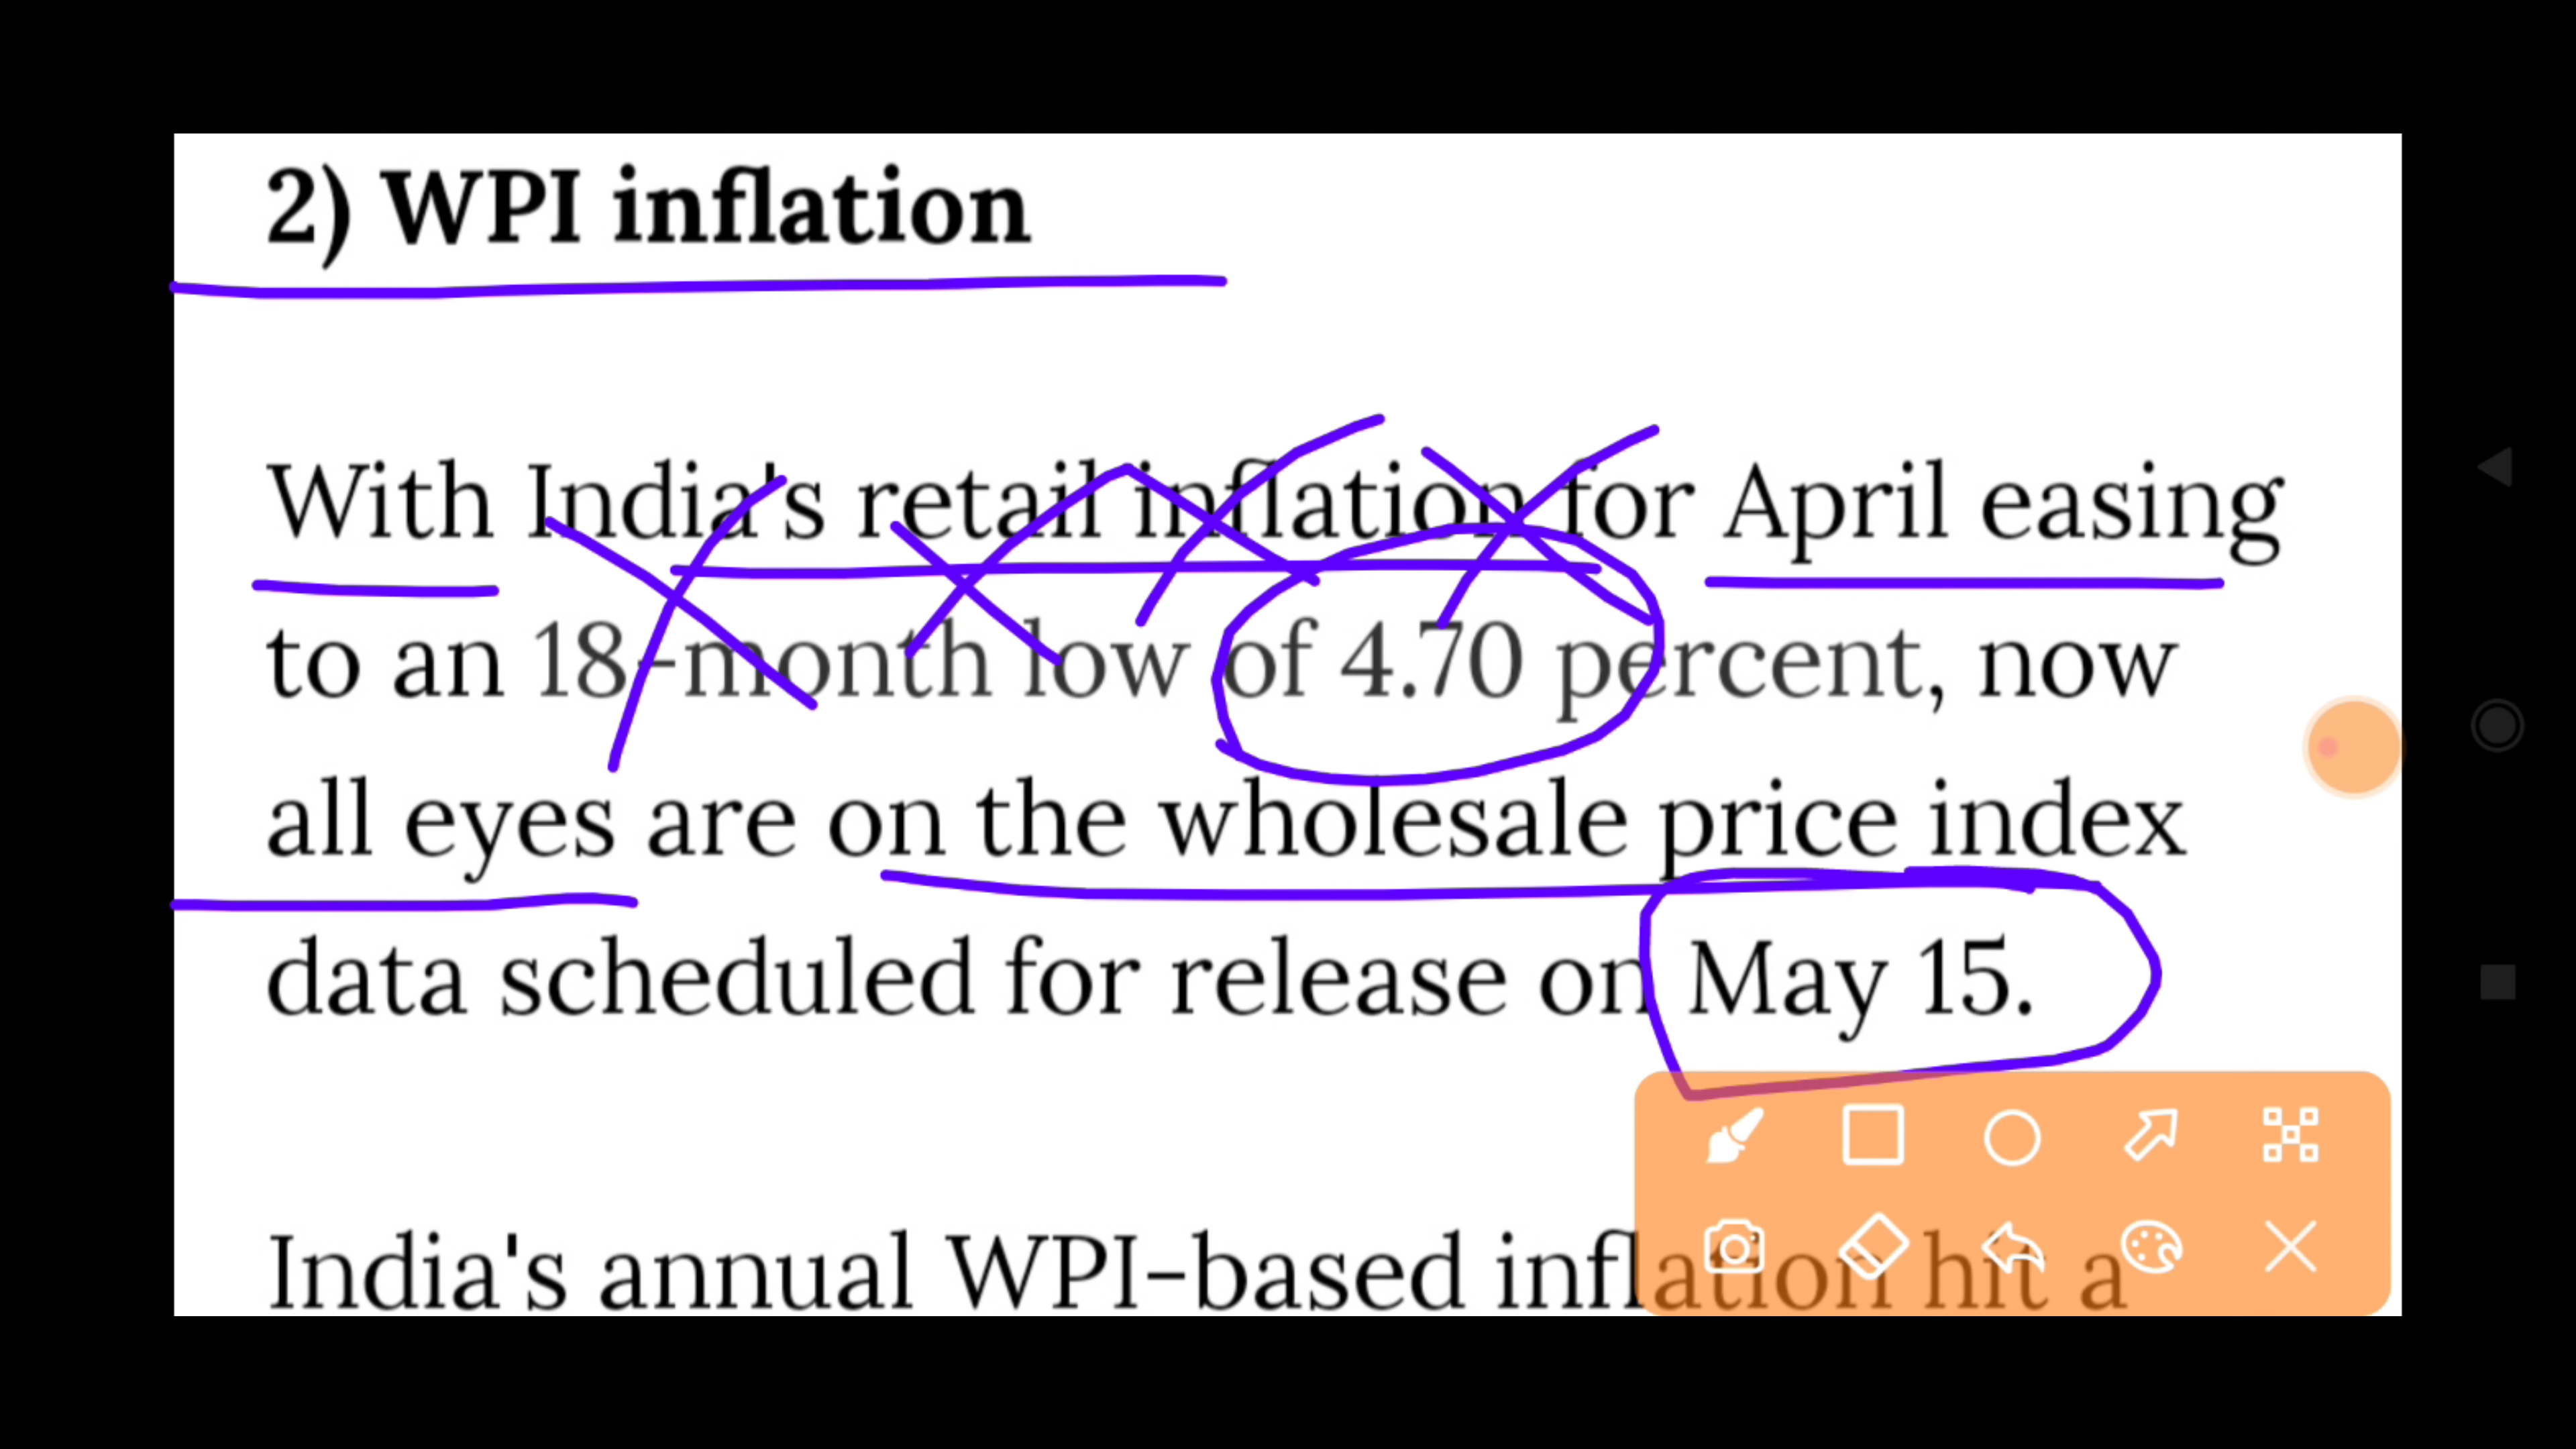 2) WPI inflation
With India's retail inflation for April easing
to an 18-month low of 4.70 percent, now
all eyes are on the wholesale price index
data scheduled for release on May 15.
India's annual WPI-based inflation hit a